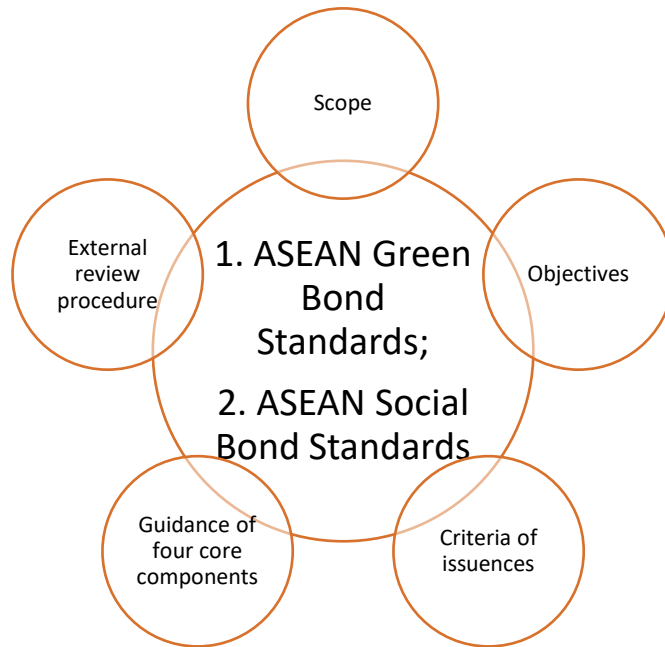 Scope
External
review
procedure
1. ASEAN Green
Bond
Standards;
2. ASEAN Social
Bond Standards
Objectives
Guidance of
four core
components
Criteria of
issuences